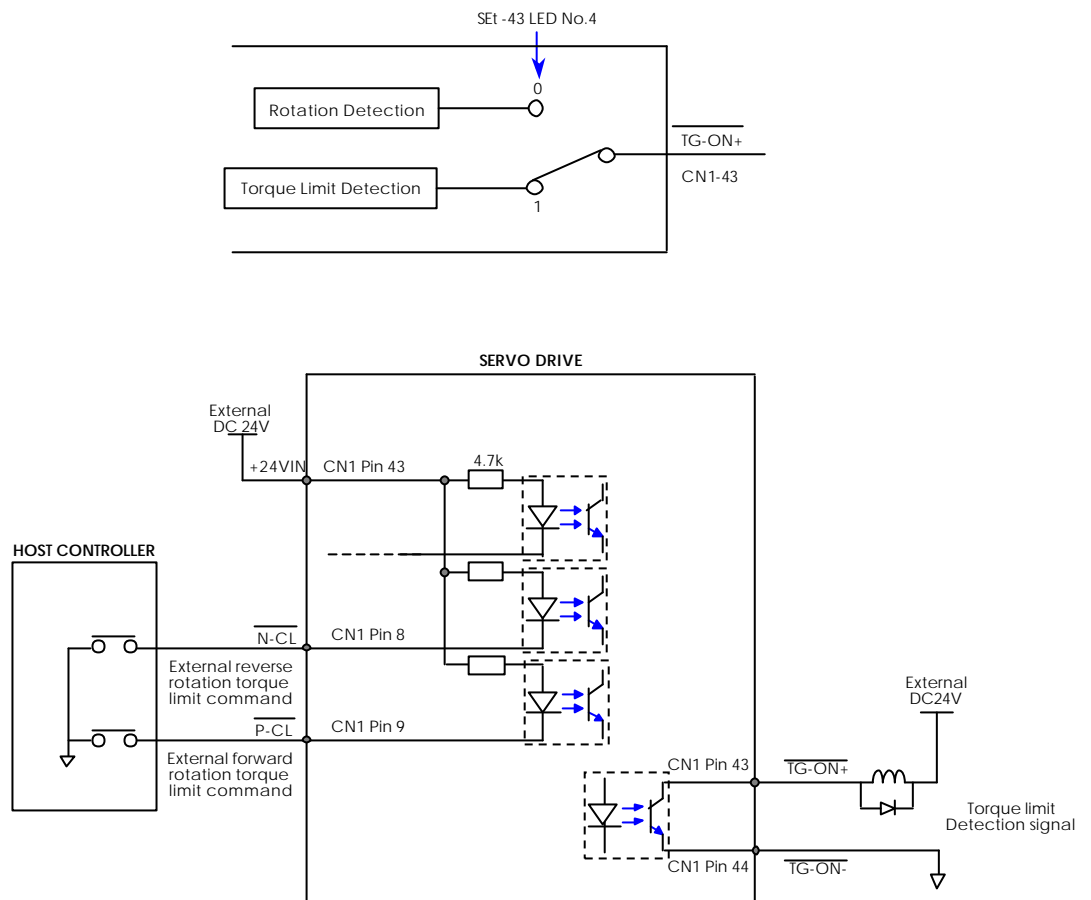 SEt -43 LED No.4
0
Rotation Detection
TG-ON+
CN1-43
Torque Limit Detection
1
SERVO DRIVE
External
DC 24V
+24VIN
CN1 Pin 43
4.7k
HOST CONTROLLER
N-CL
CN1 Pin 8
External reverse
rotation torque
limit command
P-CL
CN1 Pin 9
External forward
rotation torque
limit command
External
DC24V
CN1 Pin 43
TG-ON+
Torque limit
Detection signal
CN1 Pin 44
TG-ON-